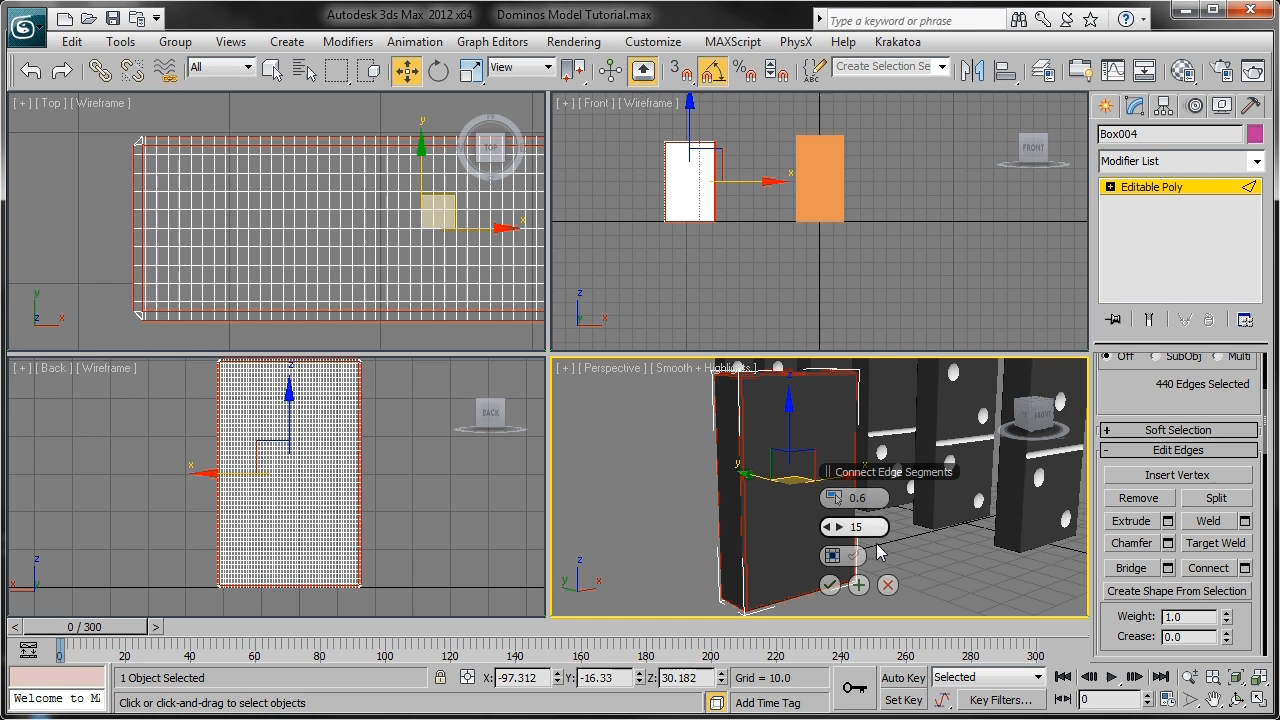 Autodesk 3ds Max 2012 x64 Dominos Model Tutorial.max
Type a keyword or phrase
Edit Tools Group Views Create Modifiers Animation Graph Editors Rendering Customize MAXScript PhysX Help Krakatoa
All View 3 ABC Create Selection Se
[ + ] [ Top ] [ Wireframe ]
TOP
y
x
y
x
[ + ] [ Front ] [ Wireframe ]
FRONT
x
z
x
Box004
Modifier List
Editable Poly
[ + ] [ Back ] [ Wireframe ]
BACK
z
x
z
x
[ + ] [ Perspective ] [ Smooth + Highlights ]
FRONT
z
y
x
Connect Edge Segments
0.6
15
z
y
x
Off SubObj Multi
440 Edges Selected
+ Soft Selection
- Edit Edges
Insert Vertex
Remove Split
Extrude Weld
Chamfer Target Weld
Bridge Connect
Create Shape From Selection
Weight: 1.0
Crease: 0.0
< 0 / 300 >
0 20 40 60 80 100 120 140 160 180 200 220 240 260 280 300
1 Object Selected X: -97.312 Y: -16.33 Z: 30.182 Grid = 10.0 Auto Key Selected
Welcome to M Click or click-and-drag to select objects Add Time Tag Set Key Key Filters... 0